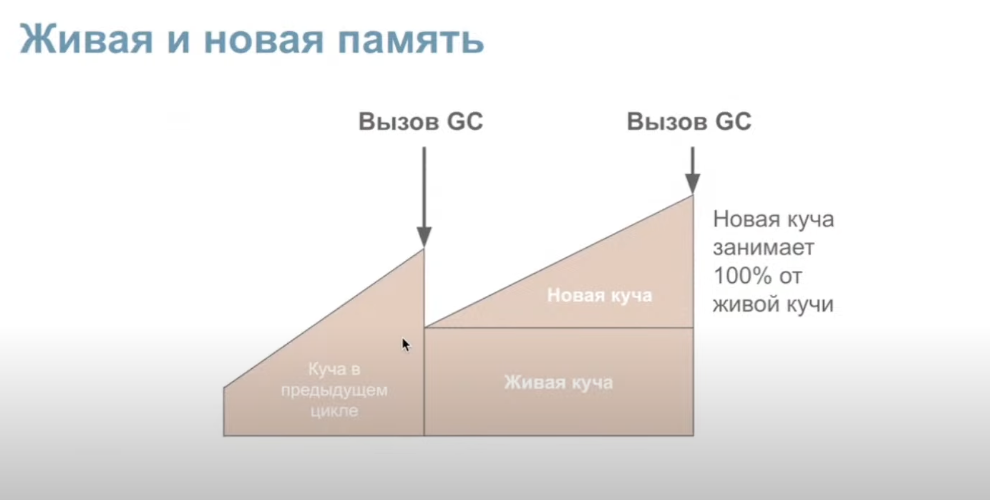 Живая и новая память
Вызов GC
Вызов GC
Новая куча
занимает
100% от
живой кучи
Новая куча
Куча в
предыдущем
цикле
Живая куча